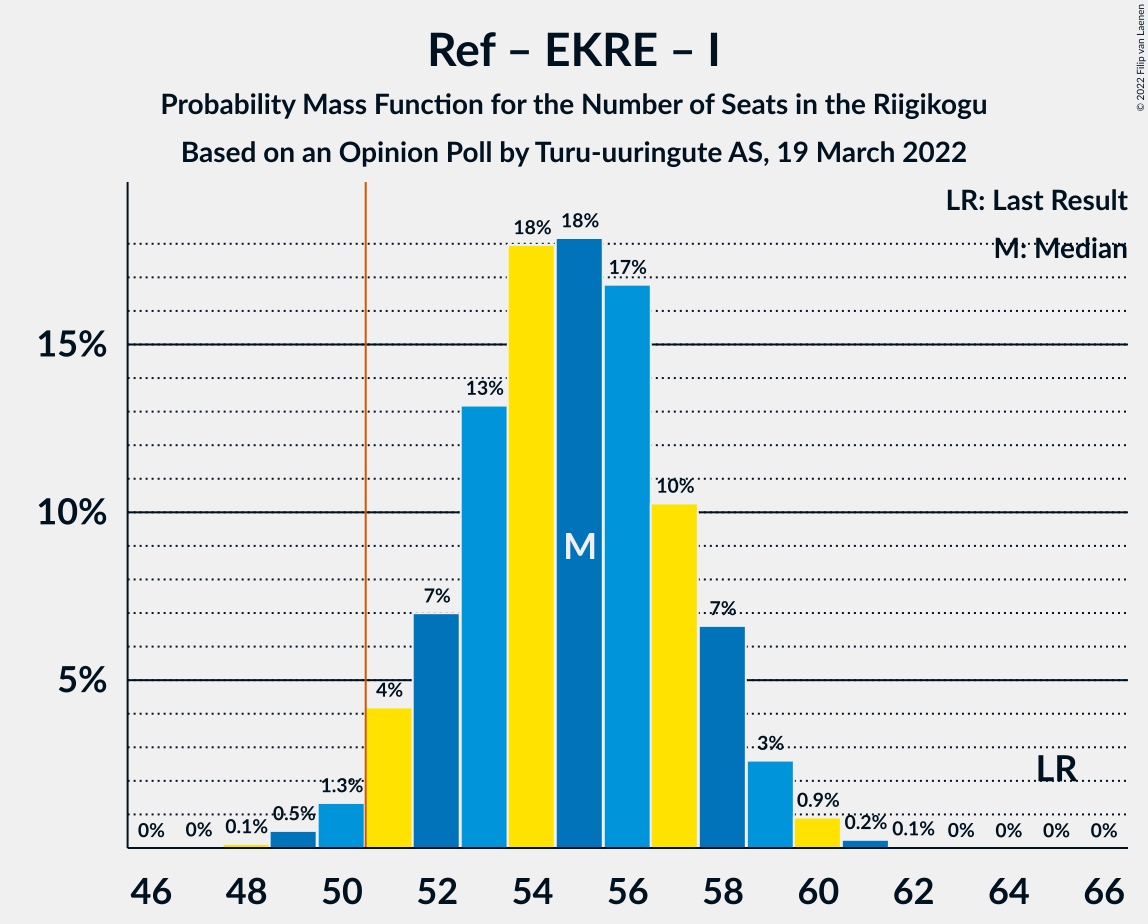 Ref – EKRE – I
Probability Mass Function for the Number of Seats in the Riigikogu
Based on an Opinion Poll by Turu-uuringute AS, 19 March 2022
© 2022 Filip van Laenen
LR: Last Result
M: Median
15%
10%
5%
0% 0% 0.1% 0.5% 1.3% 4% 7% 13% 18% 18% 17% 10% 7% 3% 0.9% 0.2% 0.1% 0% 0% 0% 0%
M
LR
46 48 50 52 54 56 58 60 62 64 66